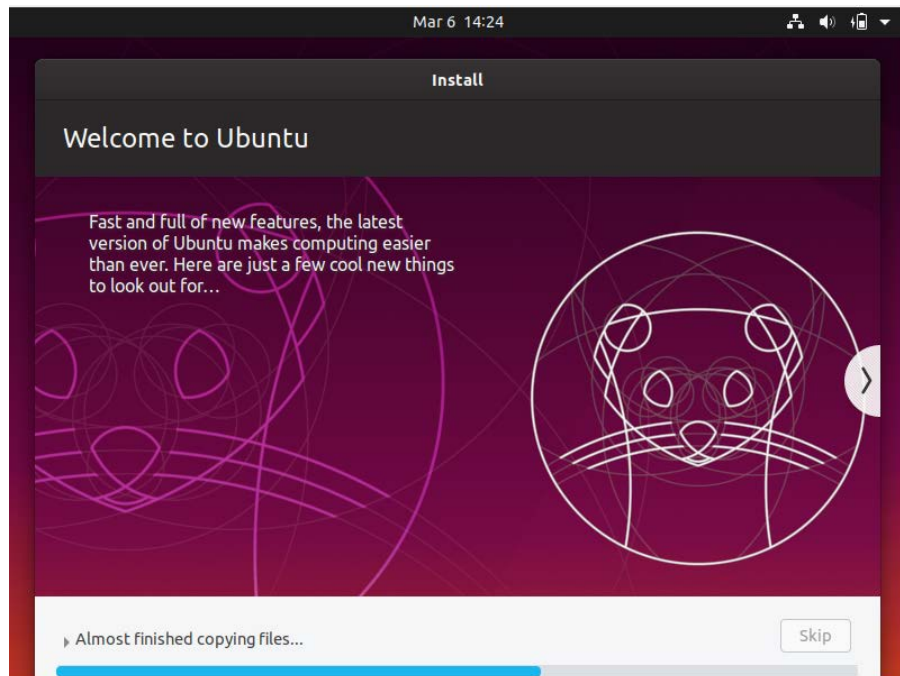 Mar 6 14:24
Install
Welcome to Ubuntu
Fast and full of new features, the latest
version of Ubuntu makes computing easier
than ever. Here are just a few cool new things
to look out for…
Almost finished copying files...
Skip